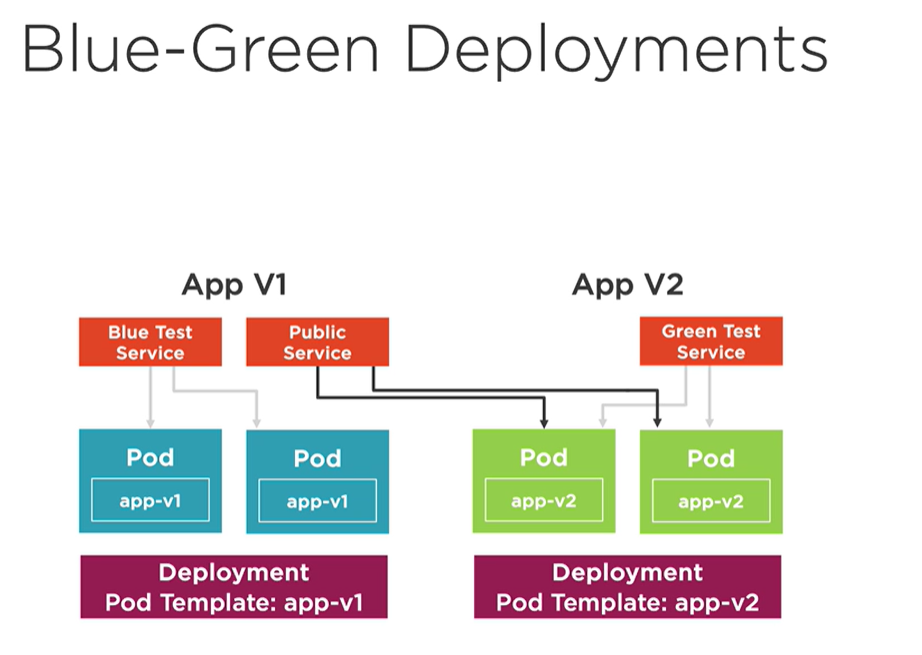 Blue-Green Deployments
App V1
App V2
Blue Test
Service
Public
Service
Green Test
Service
Pod
app-v1
Pod
app-v1
Pod
app-v2
Pod
app-v2
Deployment
Pod Template: app-v1
Deployment
Pod Template: app-v2